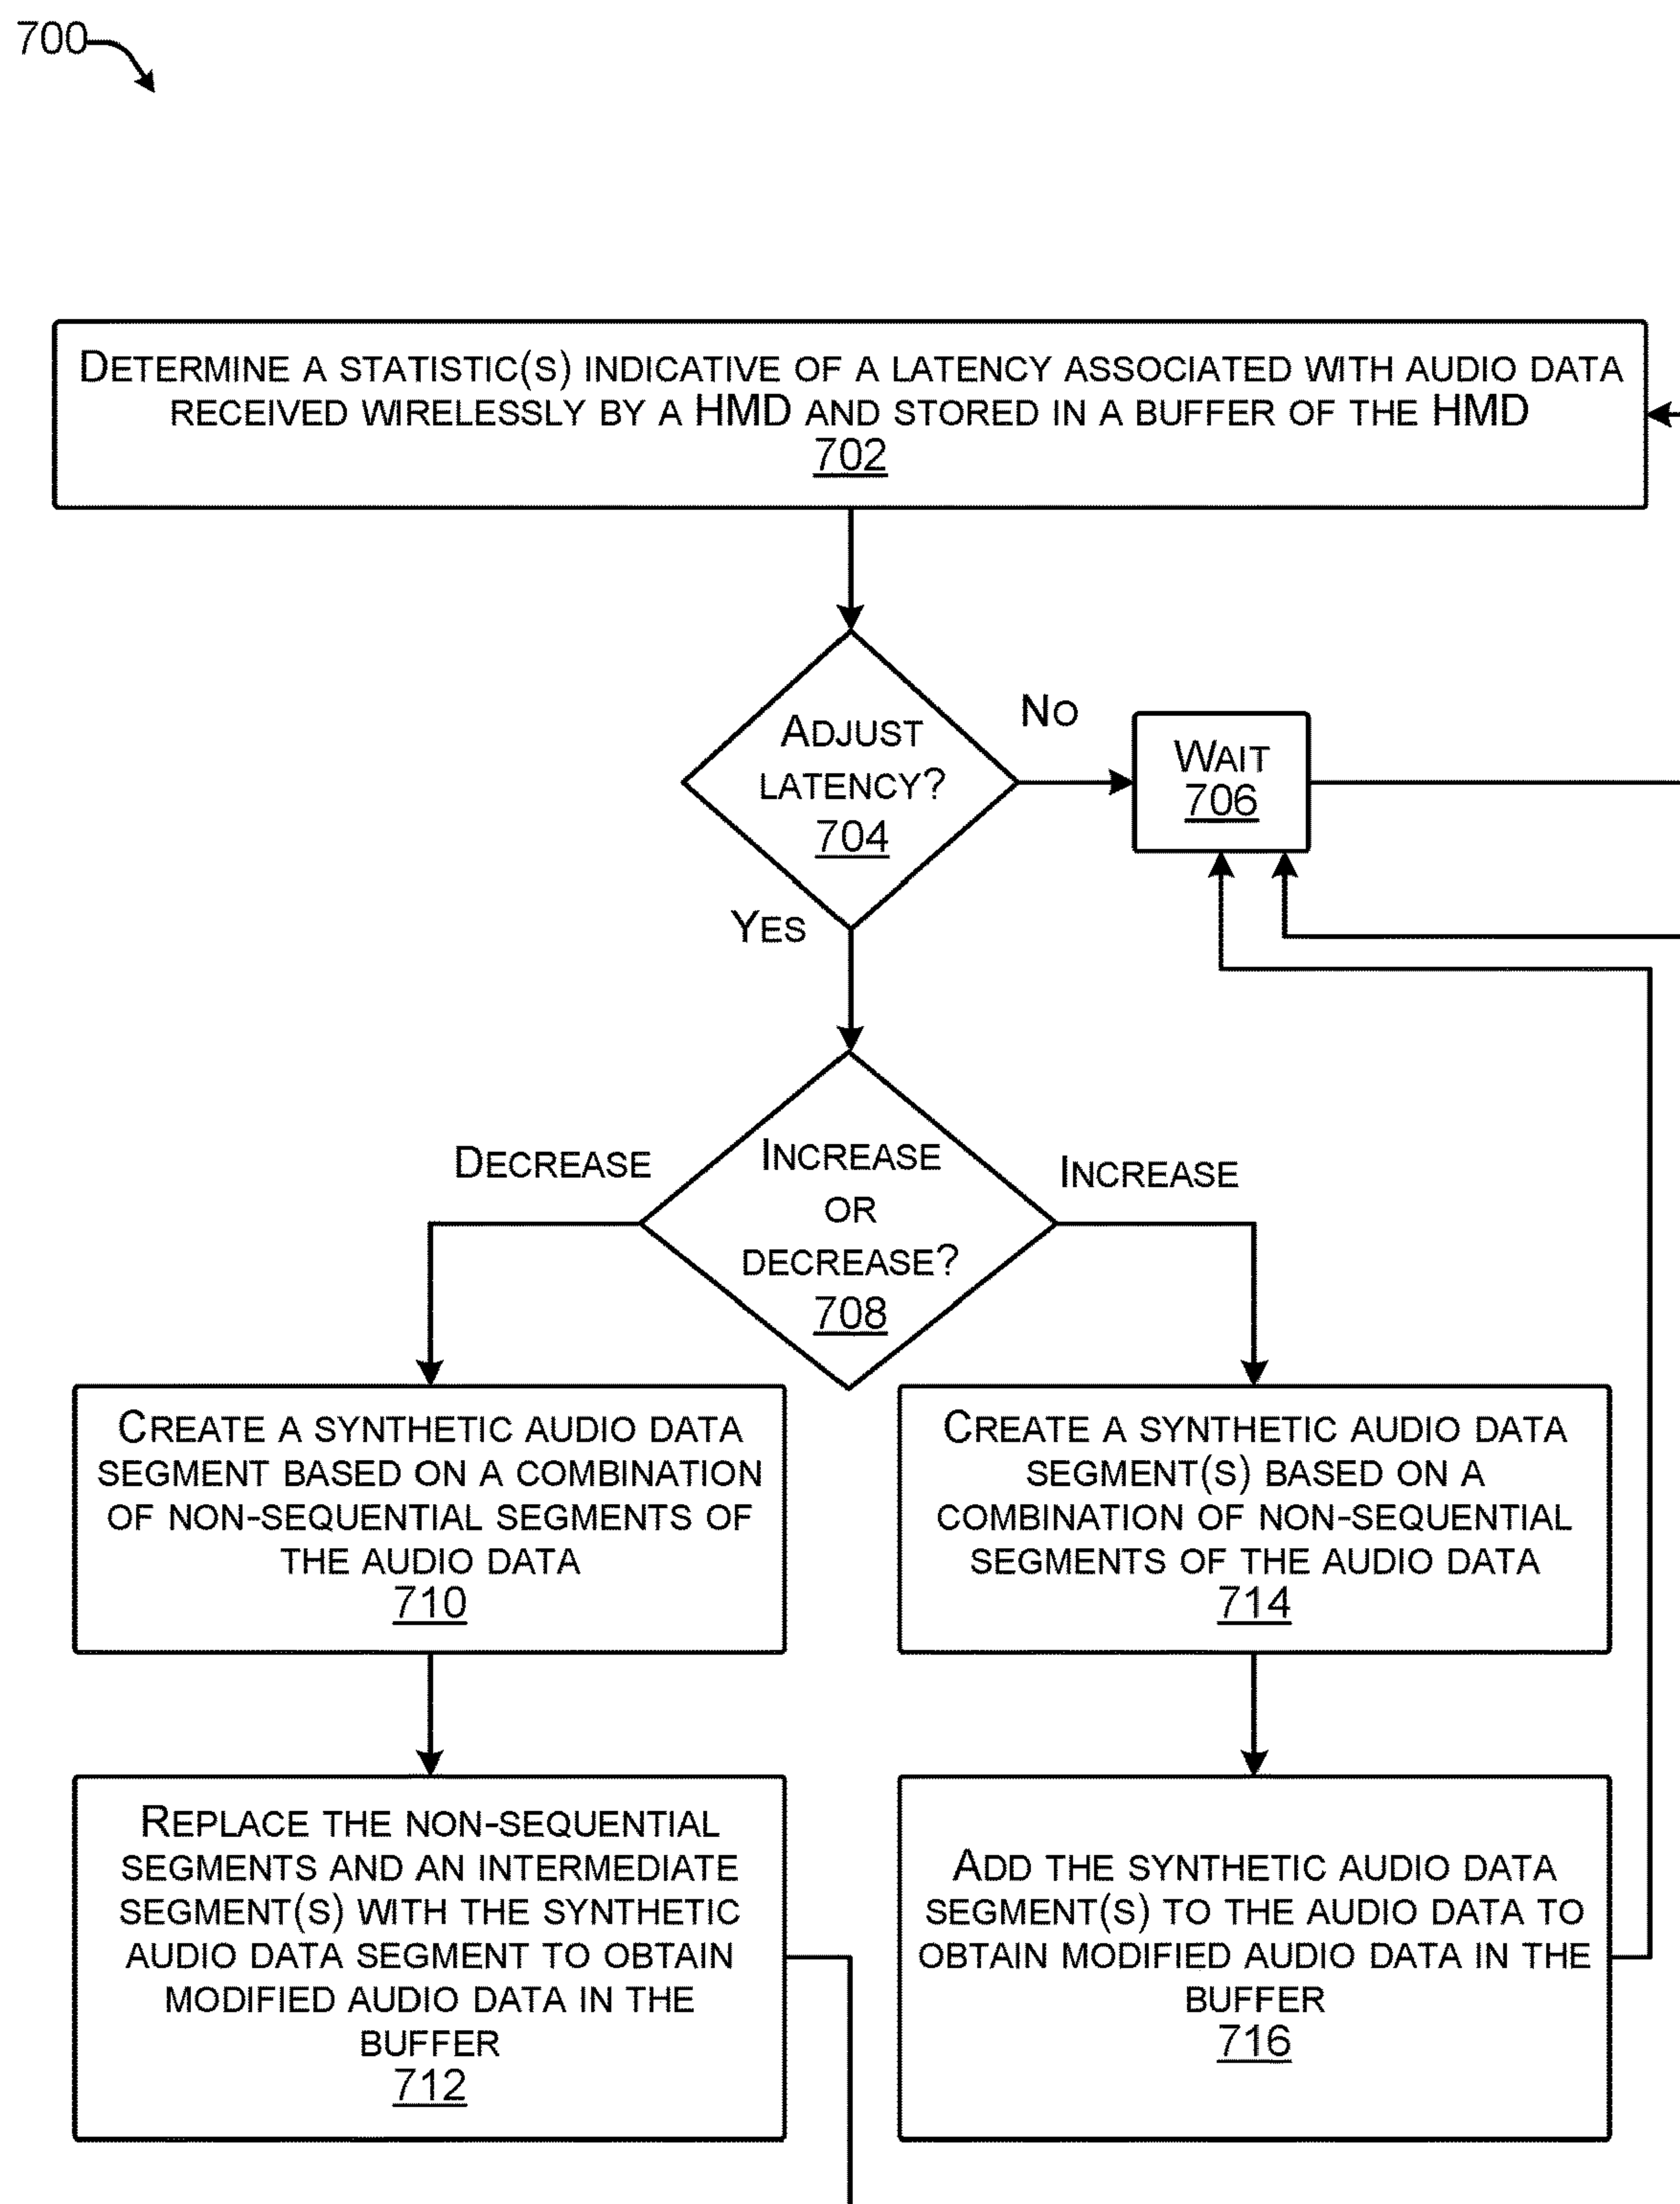 700
DETERMINE A STATISTIC(S) INDICATIVE OF A LATENCY ASSOCIATED WITH AUDIO DATA
RECEIVED WIRELESSLY BY A HMD AND STORED IN A BUFFER OF THE HMD
702
ADJUST
LATENCY?
704
NO
WAIT
706
YES
INCREASE
OR
DECREASE?
708
DECREASE
INCREASE
CREATE A SYNTHETIC AUDIO DATA
SEGMENT BASED ON A COMBINATION
OF NON-SEQUENTIAL SEGMENTS OF
THE AUDIO DATA
710
CREATE A SYNTHETIC AUDIO DATA
SEGMENT(S) BASED ON A
COMBINATION OF NON-SEQUENTIAL
SEGMENTS OF THE AUDIO DATA
714
REPLACE THE NON-SEQUENTIAL
SEGMENTS AND AN INTERMEDIATE
SEGMENT(S) WITH THE SYNTHETIC
AUDIO DATA SEGMENT TO OBTAIN
MODIFIED AUDIO DATA IN THE
BUFFER
712
ADD THE SYNTHETIC AUDIO DATA
SEGMENT(S) TO THE AUDIO DATA TO
OBTAIN MODIFIED AUDIO DATA IN THE
BUFFER
716